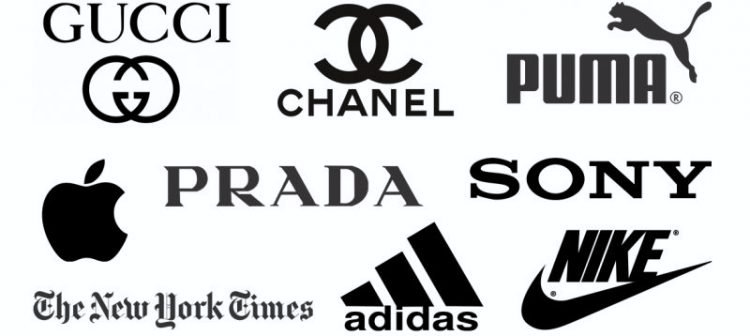 GUCCI
CHANEL
PUMA®
PRADA
SONY
NIKE®
®
The New York Times
adidas